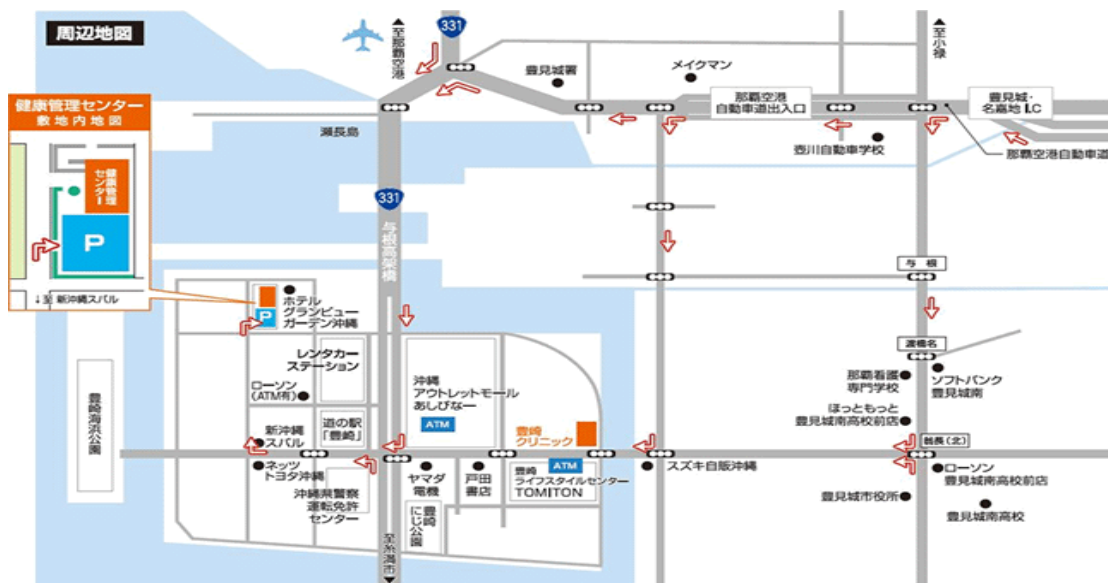 周辺地図
健康管理センター
敷地内地図
健康管理
センター
P
↓至 新沖縄スバル
331
至那覇空港
至小禄
豊見城署
メイクマン
那覇空港
自動車道出入口
豊見城・
名嘉地 I.C
瀬長島
壺川自動車学校
那覇空港自動車道
331
与根高架橋
与 根
ホテル
グランビュー
ガーデン沖縄
P
渡橋名
レンタカー
ステーション
沖縄
アウトレットモール
あしびなー
ATM
那覇看護
専門学校
ソフトバンク
豊見城南
ローソン
(ATM有)
ほっともっと
豊見城南高校前店
豊崎海浜公園
新沖縄
スバル
道の駅
「豊崎」
豊崎
クリニック
翁長(北)
ネッツ
トヨタ沖縄
沖縄県警察
運転免許
センター
ヤマダ
電機
戸田
書店
豊崎
ATM
ライフスタイルセンター
TOMITON
スズキ自販沖縄
ローソン
豊見城南高校前店
豊崎
にじ公園
豊見城市役所
豊見城南高校
至糸満市